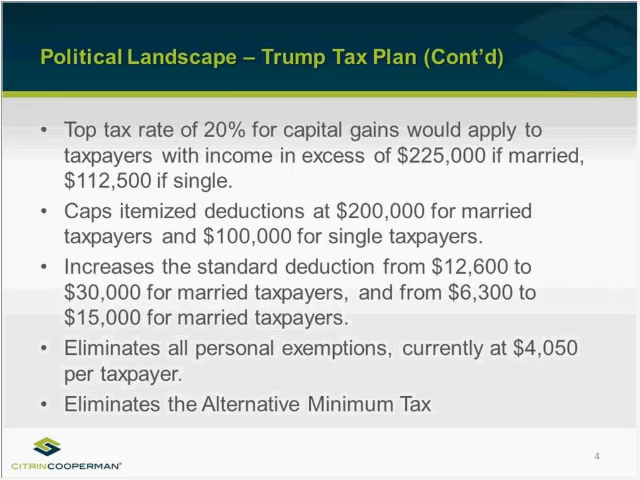 Political Landscape – Trump Tax Plan (Cont’d)
• Top tax rate of 20% for capital gains would apply to
taxpayers with income in excess of $225,000 if married,
$112,500 if single.
• Caps itemized deductions at $200,000 for married
taxpayers and $100,000 for single taxpayers.
• Increases the standard deduction from $12,600 to
$30,000 for married taxpayers, and from $6,300 to
$15,000 for married taxpayers.
• Eliminates all personal exemptions, currently at $4,050
per taxpayer.
• Eliminates the Alternative Minimum Tax
CITRINCOOPERMAN®
4